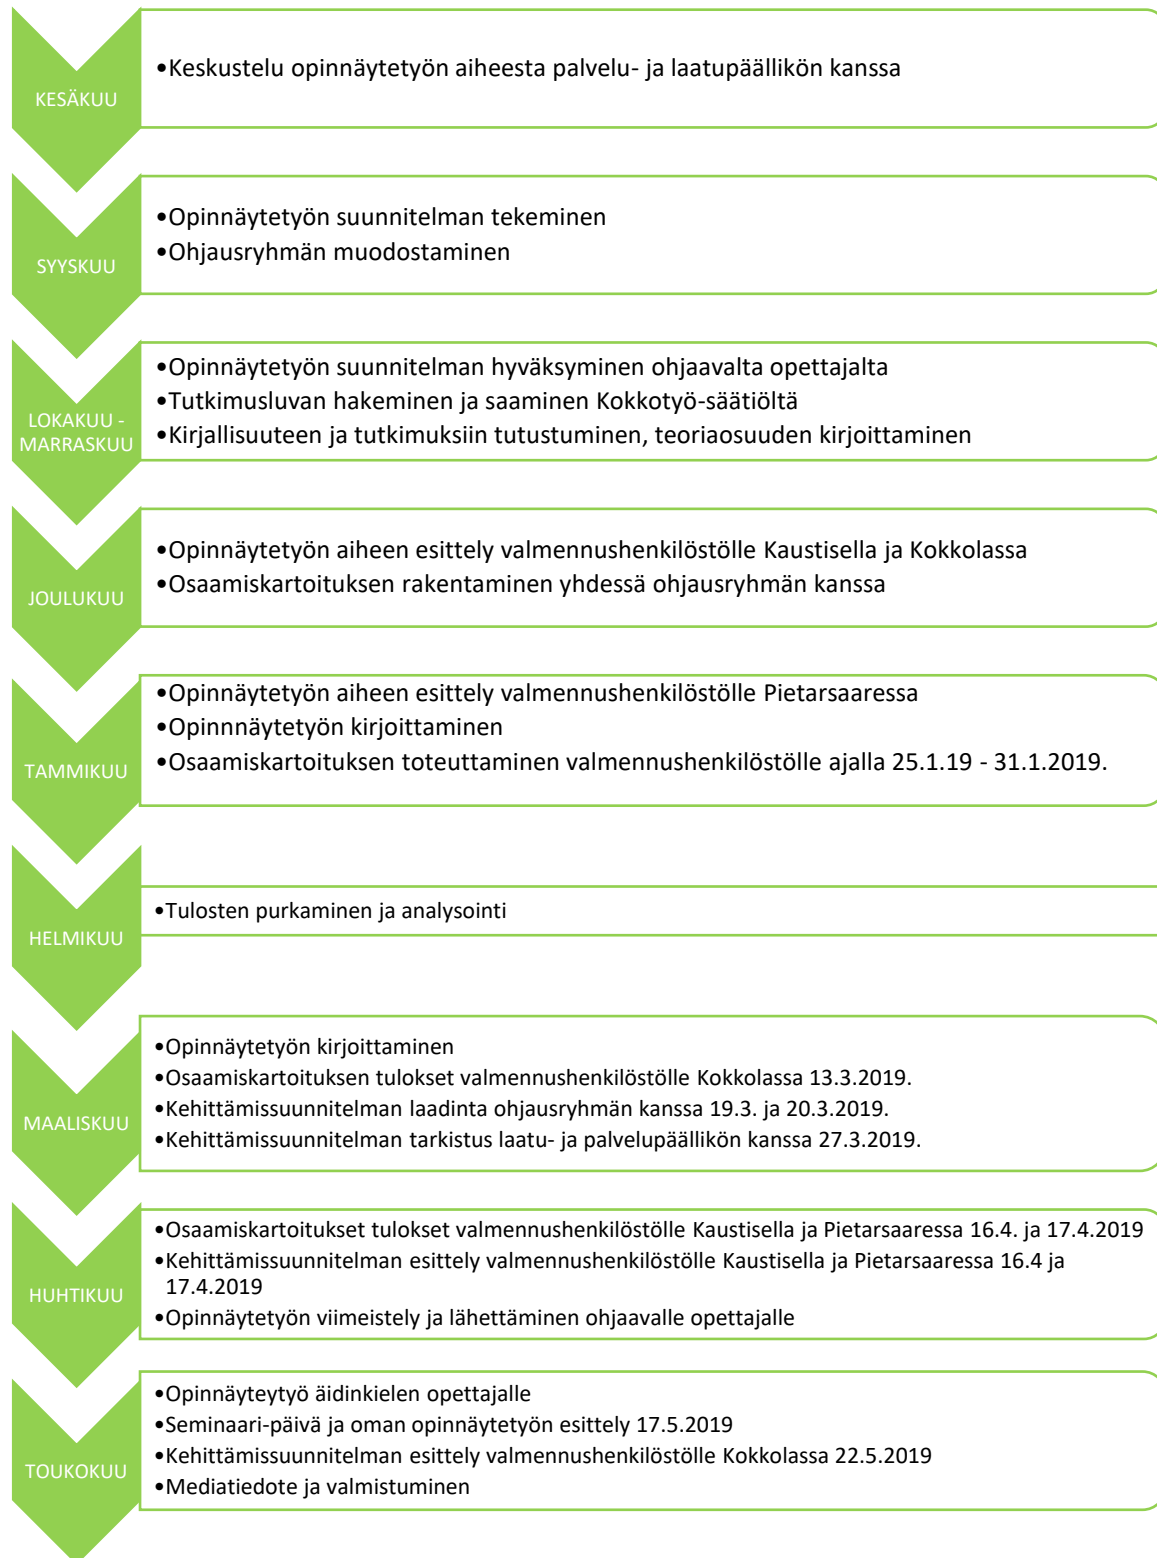 KESÄKUU
•Keskustelu opinnäytetyön aiheesta palvelu- ja laatupäällikön kanssa
SYYSKUU
•Opinnäytetyön suunnitelman tekeminen
•Ohjausryhmän muodostaminen
LOKAKUU -
MARRASKUU
•Opinnäytetyön suunnitelman hyväksyminen ohjaavalta opettajalta
•Tutkimusluvan hakeminen ja saaminen Kokkotyö-säätiöltä
•Kirjallisuuteen ja tutkimuksiin tutustuminen, teoriaosuuden kirjoittaminen
JOULUKUU
•Opinnäytetyön aiheen esittely valmennushenkilöstölle Kaustisella ja Kokkolassa
•Osaamiskartoituksen rakentaminen yhdessä ohjausryhmän kanssa
TAMMIKUU
•Opinnäytetyön aiheen esittely valmennushenkilöstölle Pietarsaaressa
•Opinnnäytetyön kirjoittaminen
•Osaamiskartoituksen toteuttaminen valmennushenkilöstölle ajalla 25.1.19 - 31.1.2019.
HELMIKUU
•Tulosten purkaminen ja analysointi
MAALISKUU
•Opinnäytetyön kirjoittaminen
•Osaamiskartoituksen tulokset valmennushenkilöstölle Kokkolassa 13.3.2019.
•Kehittämissuunnitelman laadinta ohjausryhmän kanssa 19.3. ja 20.3.2019.
•Kehittämissuunnitelman tarkistus laatu- ja palvelupäällikön kanssa 27.3.2019.
HUHTIKUU
•Osaamiskartoitukset tulokset valmennushenkilöstölle Kaustisella ja Pietarsaaressa 16.4. ja 17.4.2019
•Kehittämissuunnitelman esittely valmennushenkilöstölle Kaustisella ja Pietarsaaressa 16.4 ja
17.4.2019
•Opinnäytetyön viimeistely ja lähettäminen ohjaavalle opettajalle
TOUKOKUU
•Opinnäyteytyö äidinkielen opettajalle
•Seminaari-päivä ja oman opinnäytetyön esittely 17.5.2019
•Kehittämissuunnitelman esittely valmennushenkilöstölle Kokkolassa 22.5.2019
•Mediatiedote ja valmistuminen